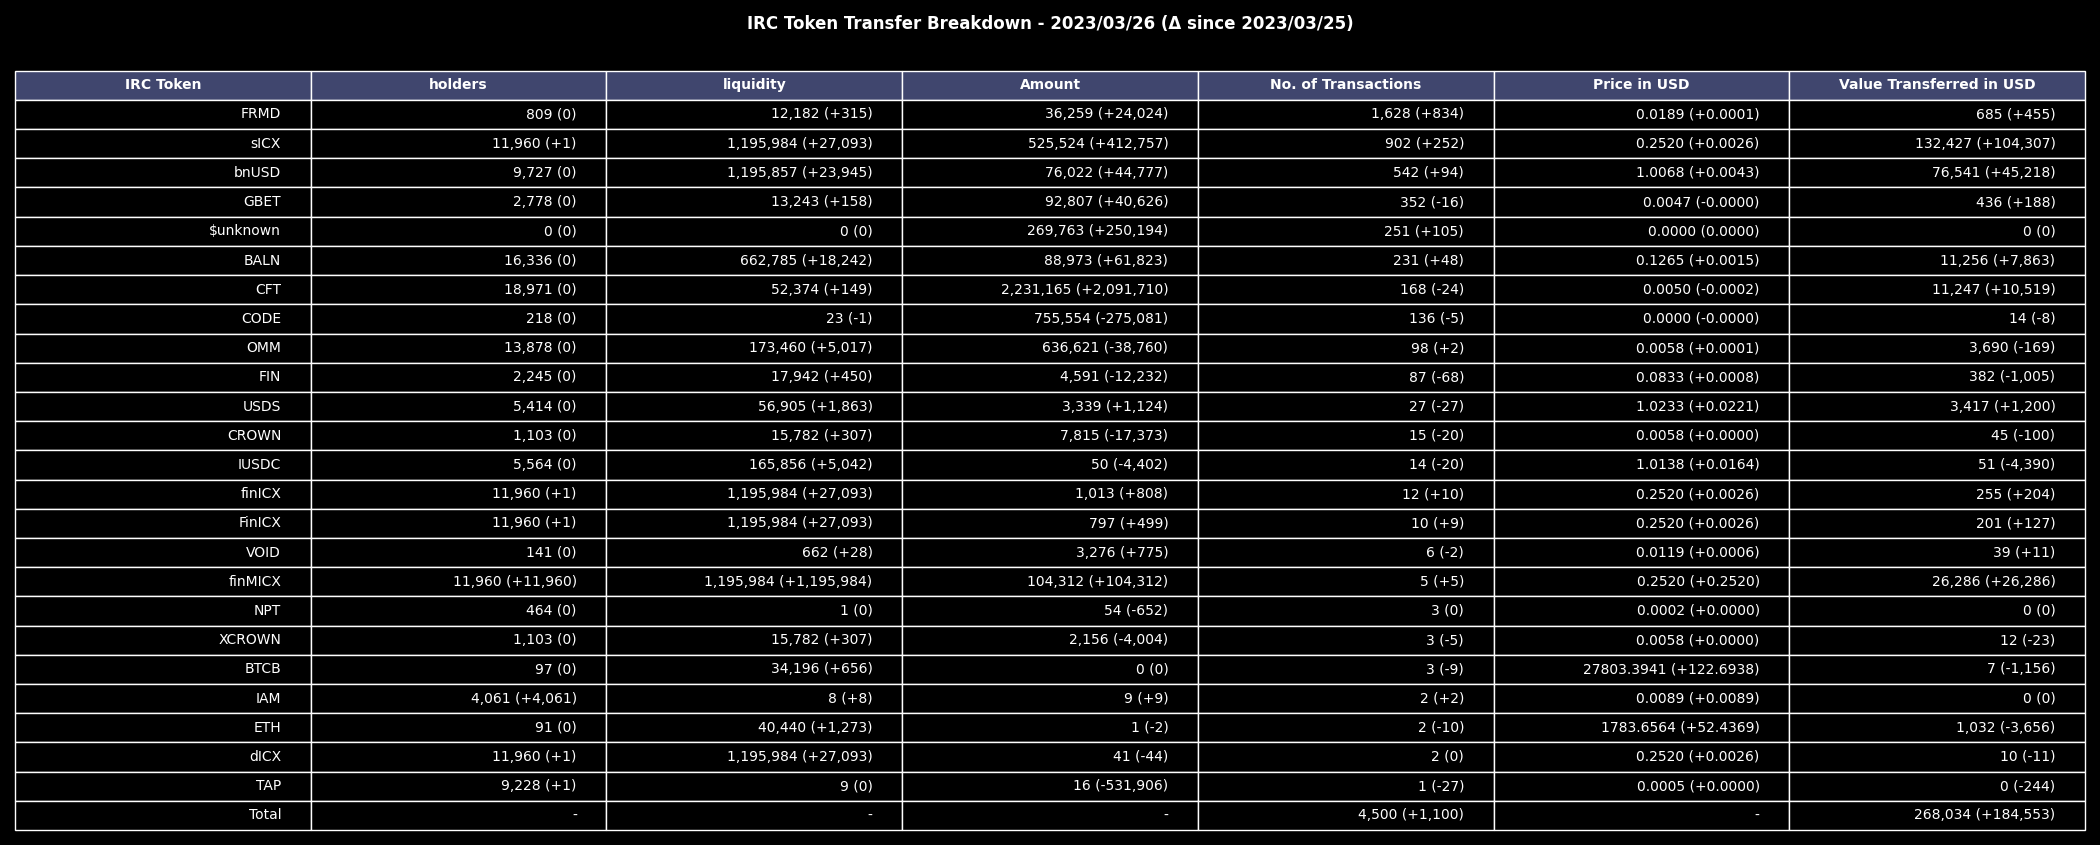 IRC Token Transfer Breakdown - 2023/03/26 (Δ since 2023/03/25)
IRC Token holders liquidity Amount No. of Transactions Price in USD Value Transferred in USD
FRMD 809 (0) 12,182 (+315) 36,259 (+24,024) 1,628 (+834) 0.0189 (+0.0001) 685 (+455)
sICX 11,960 (+1) 1,195,984 (+27,093) 525,524 (+412,757) 902 (+252) 0.2520 (+0.0026) 132,427 (+104,307)
bnUSD 9,727 (0) 1,195,857 (+23,945) 76,022 (+44,777) 542 (+94) 1.0068 (+0.0043) 76,541 (+45,218)
GBET 2,778 (0) 13,243 (+158) 92,807 (+40,626) 352 (-16) 0.0047 (-0.0000) 436 (+188)
$unknown 0 (0) 0 (0) 269,763 (+250,194) 251 (+105) 0.0000 (0.0000) 0 (0)
BALN 16,336 (0) 662,785 (+18,242) 88,973 (+61,823) 231 (+48) 0.1265 (+0.0015) 11,256 (+7,863)
CFT 18,971 (0) 52,374 (+149) 2,231,165 (+2,091,710) 168 (-24) 0.0050 (-0.0002) 11,247 (+10,519)
CODE 218 (0) 23 (-1) 755,554 (-275,081) 136 (-5) 0.0000 (-0.0000) 14 (-8)
OMM 13,878 (0) 173,460 (+5,017) 636,621 (-38,760) 98 (+2) 0.0058 (+0.0001) 3,690 (-169)
FIN 2,245 (0) 17,942 (+450) 4,591 (-12,232) 87 (-68) 0.0833 (+0.0008) 382 (-1,005)
USDS 5,414 (0) 56,905 (+1,863) 3,339 (+1,124) 27 (-27) 1.0233 (+0.0221) 3,417 (+1,200)
CROWN 1,103 (0) 15,782 (+307) 7,815 (-17,373) 15 (-20) 0.0058 (+0.0000) 45 (-100)
IUSDC 5,564 (0) 165,856 (+5,042) 50 (-4,402) 14 (-20) 1.0138 (+0.0164) 51 (-4,390)
finICX 11,960 (+1) 1,195,984 (+27,093) 1,013 (+808) 12 (+10) 0.2520 (+0.0026) 255 (+204)
FinICX 11,960 (+1) 1,195,984 (+27,093) 797 (+499) 10 (+9) 0.2520 (+0.0026) 201 (+127)
VOID 141 (0) 662 (+28) 3,276 (+775) 6 (-2) 0.0119 (+0.0006) 39 (+11)
finMICX 11,960 (+11,960) 1,195,984 (+1,195,984) 104,312 (+104,312) 5 (+5) 0.2520 (+0.2520) 26,286 (+26,286)
NPT 464 (0) 1 (0) 54 (-652) 3 (0) 0.0002 (+0.0000) 0 (0)
XCROWN 1,103 (0) 15,782 (+307) 2,156 (-4,004) 3 (-5) 0.0058 (+0.0000) 12 (-23)
BTCB 97 (0) 34,196 (+656) 0 (0) 3 (-9) 27803.3941 (+122.6938) 7 (-1,156)
IAM 4,061 (+4,061) 8 (+8) 9 (+9) 2 (+2) 0.0089 (+0.0089) 0 (0)
ETH 91 (0) 40,440 (+1,273) 1 (-2) 2 (-10) 1783.6564 (+52.4369) 1,032 (-3,656)
dICX 11,960 (+1) 1,195,984 (+27,093) 41 (-44) 2 (0) 0.2520 (+0.0026) 10 (-11)
TAP 9,228 (+1) 9 (0) 16 (-531,906) 1 (-27) 0.0005 (+0.0000) 0 (-244)
Total - - - 4,500 (+1,100) - 268,034 (+184,553)